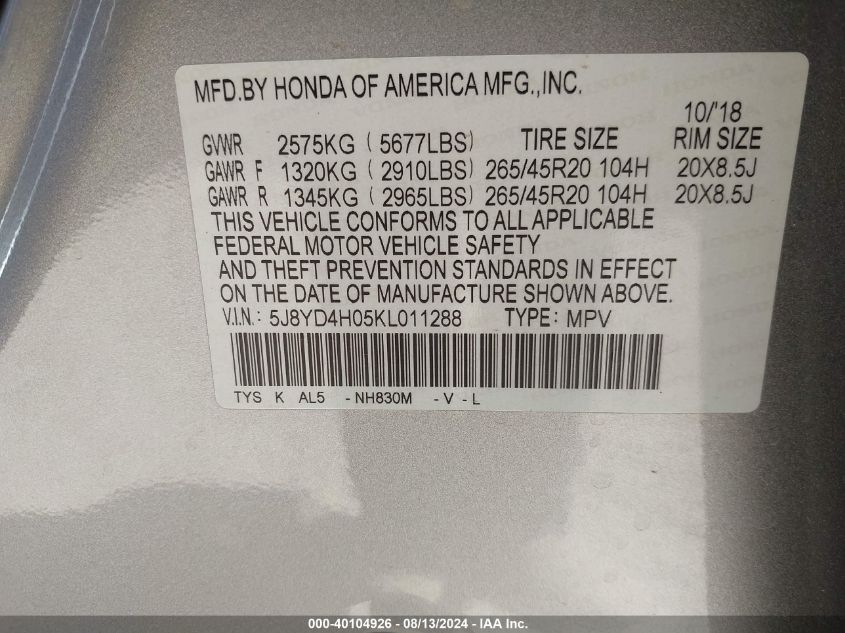 MFD.BY HONDA OF AMERICA MFG.,INC.
10/'18
GVWR 2575KG ( 5677LBS) TIRE SIZE RIM SIZE
GAWR F 1320KG ( 2910LBS) 265/45R20 104H 20X8.5J
GAWR R 1345KG ( 2965LBS) 265/45R20 104H 20X8.5J
THIS VEHICLE CONFORMS TO ALL APPLICABLE
FEDERAL MOTOR VEHICLE SAFETY
AND THEFT PREVENTION STANDARDS IN EFFECT
ON THE DATE OF MANUFACTURE SHOWN ABOVE.
V.I.N.: 5J8YD4H05KL011288 TYPE: MPV
TYS K AL5 -NH830M -V-L
000-40104926 - 08/13/2024 - IAA Inc.